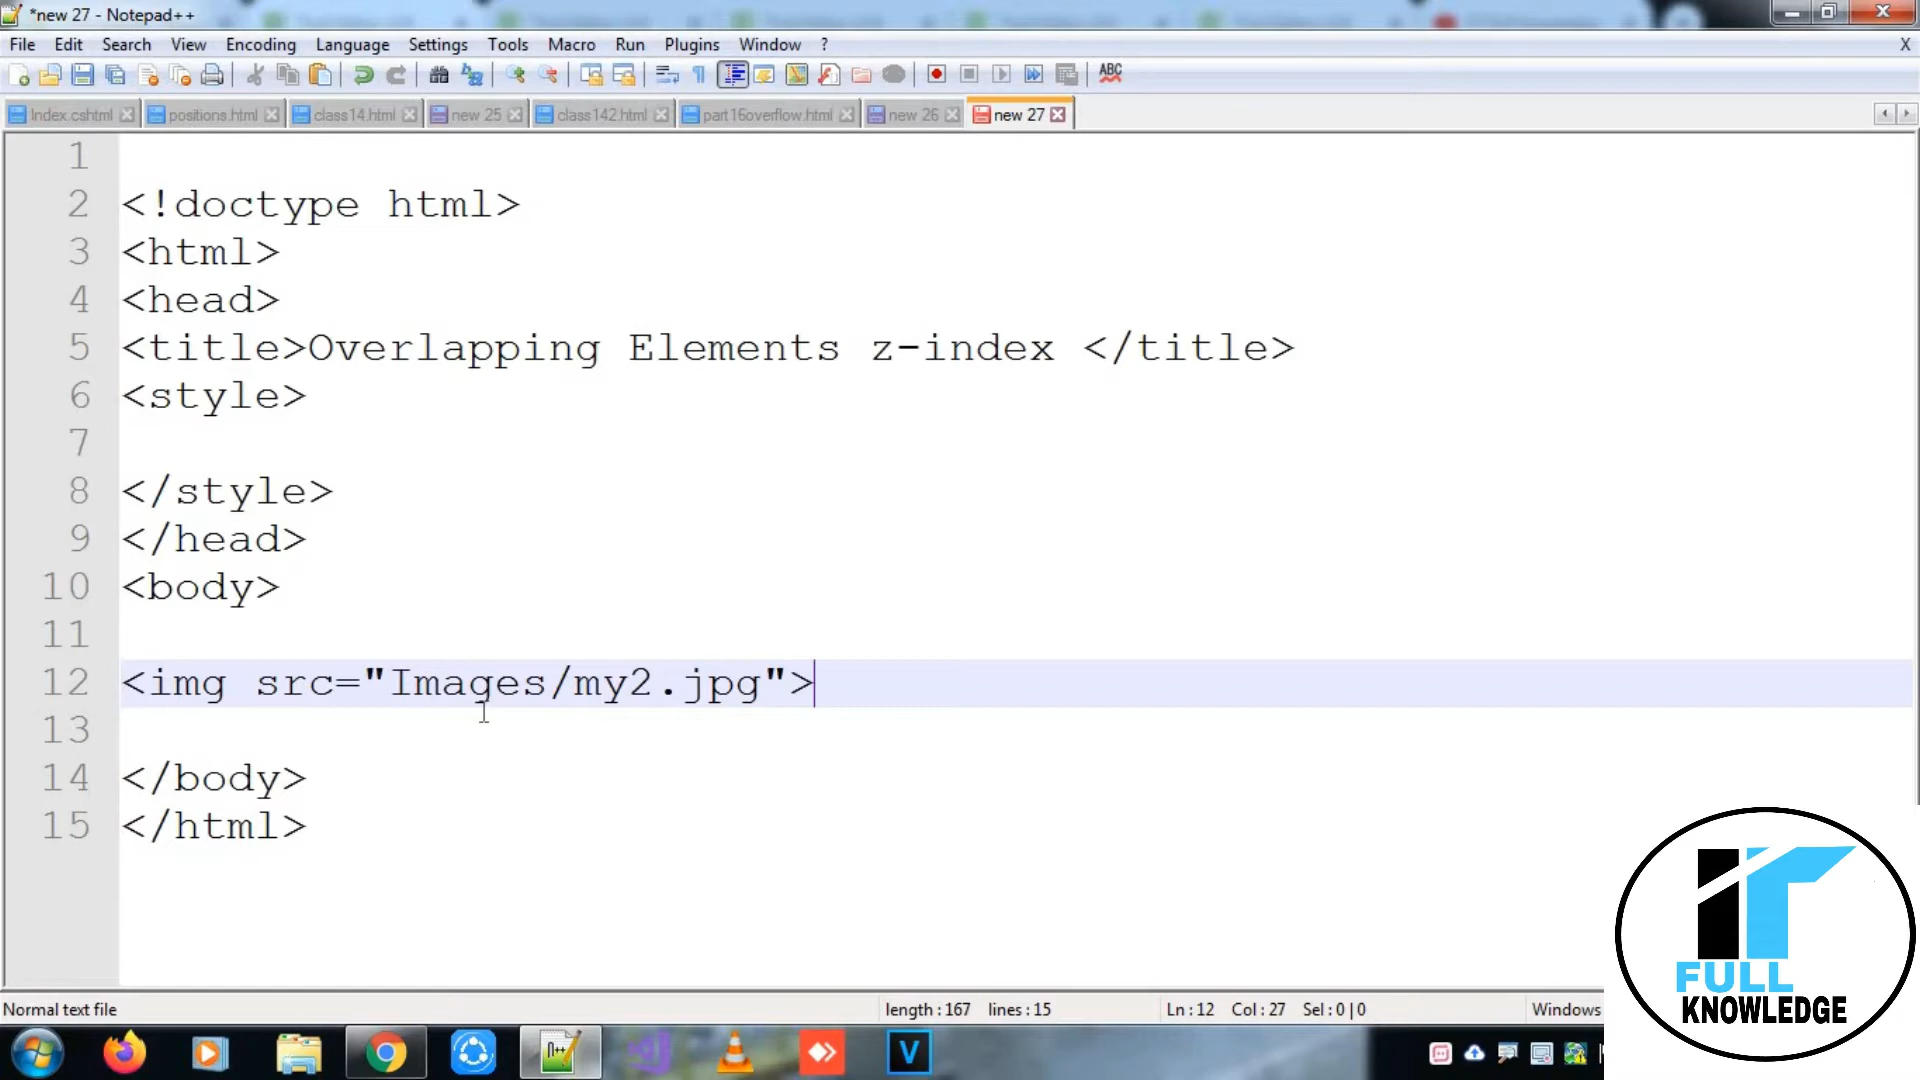 *new 27 - Notepad++
File Edit Search View Encoding Language Settings Tools Macro Run Plugins Window ? X
ABC
Index.cshtml positions.html class14.html new 25 class142.html part16overflow.html new 26 new 27
1
2 <!doctype html>
3 <html>
4 <head>
5 <title>Overlapping Elements z-index </title>
6 <style>
7
8 </style>
9 </head>
10 <body>
11
12 <img src="Images/my2.jpg">
13
14 </body>
15 </html>
Normal text file length : 167 lines : 15 Ln : 12 Col : 27 Sel : 0 | 0 Windows
IT
FULL
KNOWLEDGE
N++ V